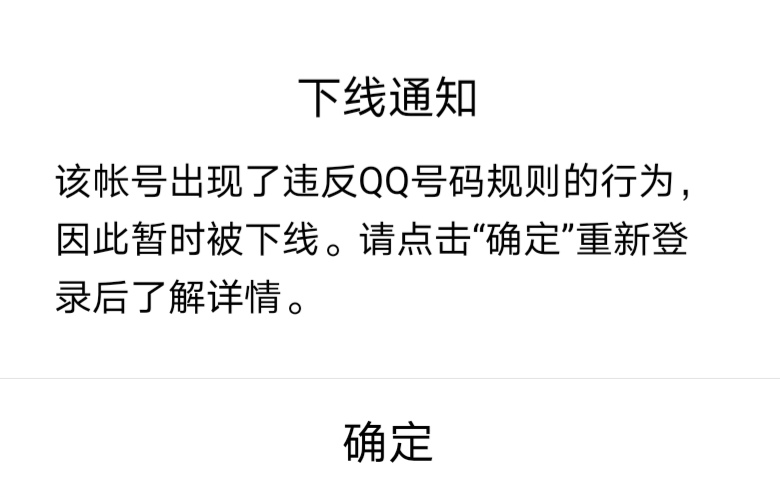 下线通知
该帐号出现了违反QQ号码规则的行为，
因此暂时被下线。请点击“确定”重新登
录后了解详情。
确定